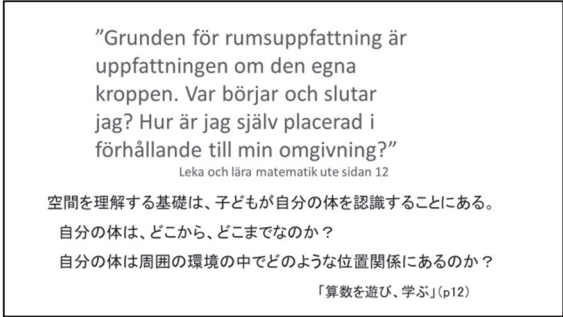 ”Grunden för rumsuppfattning är
uppfattningen om den egna
kroppen. Var börjar och slutar
jag? Hur är jag själv placerad i
förhållande till min omgivning?”
Leka och lära matematik ute sidan 12
空間を理解する基礎は、子どもが自分の体を認識することにある。
自分の体は、どこから、どこまでなのか？
自分の体は周囲の環境の中でどのような位置関係にあるのか？
「算数を遊び、学ぶ」(p12)